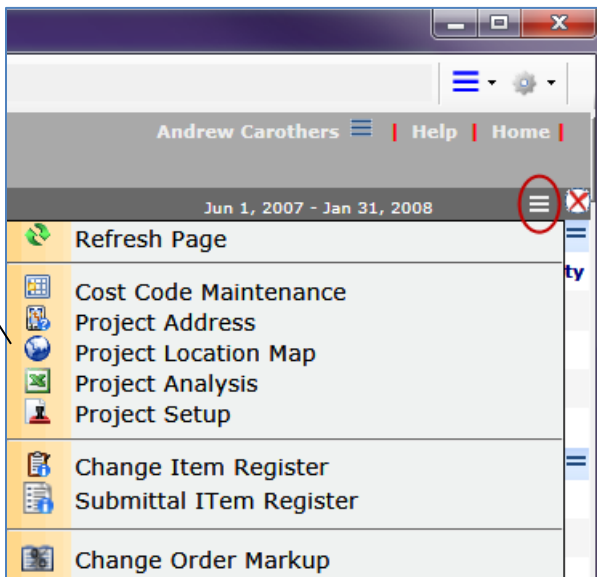 Andrew Carothers | Help | Home |
Jun 1, 2007 - Jan 31, 2008
Refresh Page
ty
Cost Code Maintenance
Project Address
Project Location Map
Project Analysis
Project Setup
Change Item Register
Submittal ITem Register
Change Order Markup